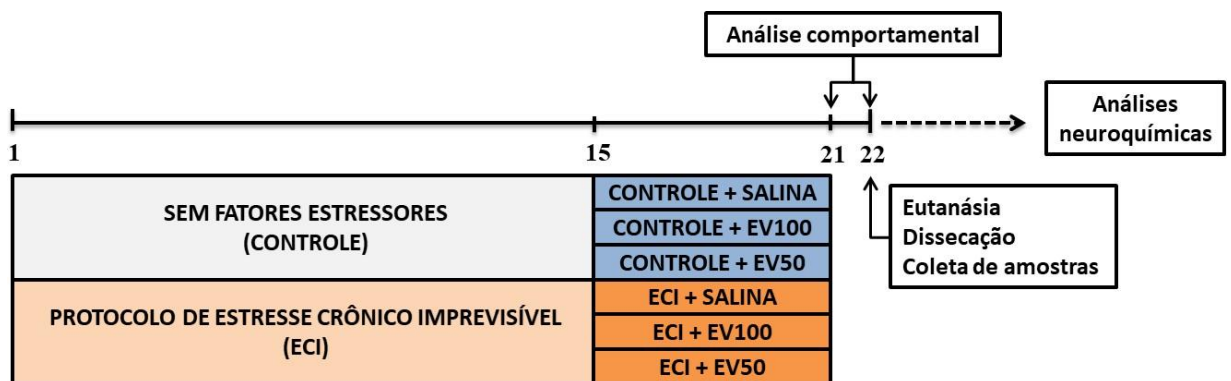 Análise comportamental
Análises
neuroquímicas
1
15
21
22
SEM FATORES ESTRESSORES
(CONTROLE)
CONTROLE + SALINA
CONTROLE + EV100
CONTROLE + EV50
Eutanásia
Dissecação
Coleta de amostras
PROTOCOLO DE ESTRESSE CRÔNICO IMPREVISÍVEL
(ECI)
ECI + SALINA
ECI + EV100
ECI + EV50